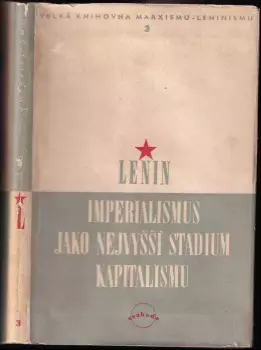 VELKÁ KNIHOVNA MARXISMU-LENINISMU
3
LENIN
IMPERIALISMUS
JAKO NEJVYŠŠÍ STADIUM
KAPITALISMU
svoboda
L
3